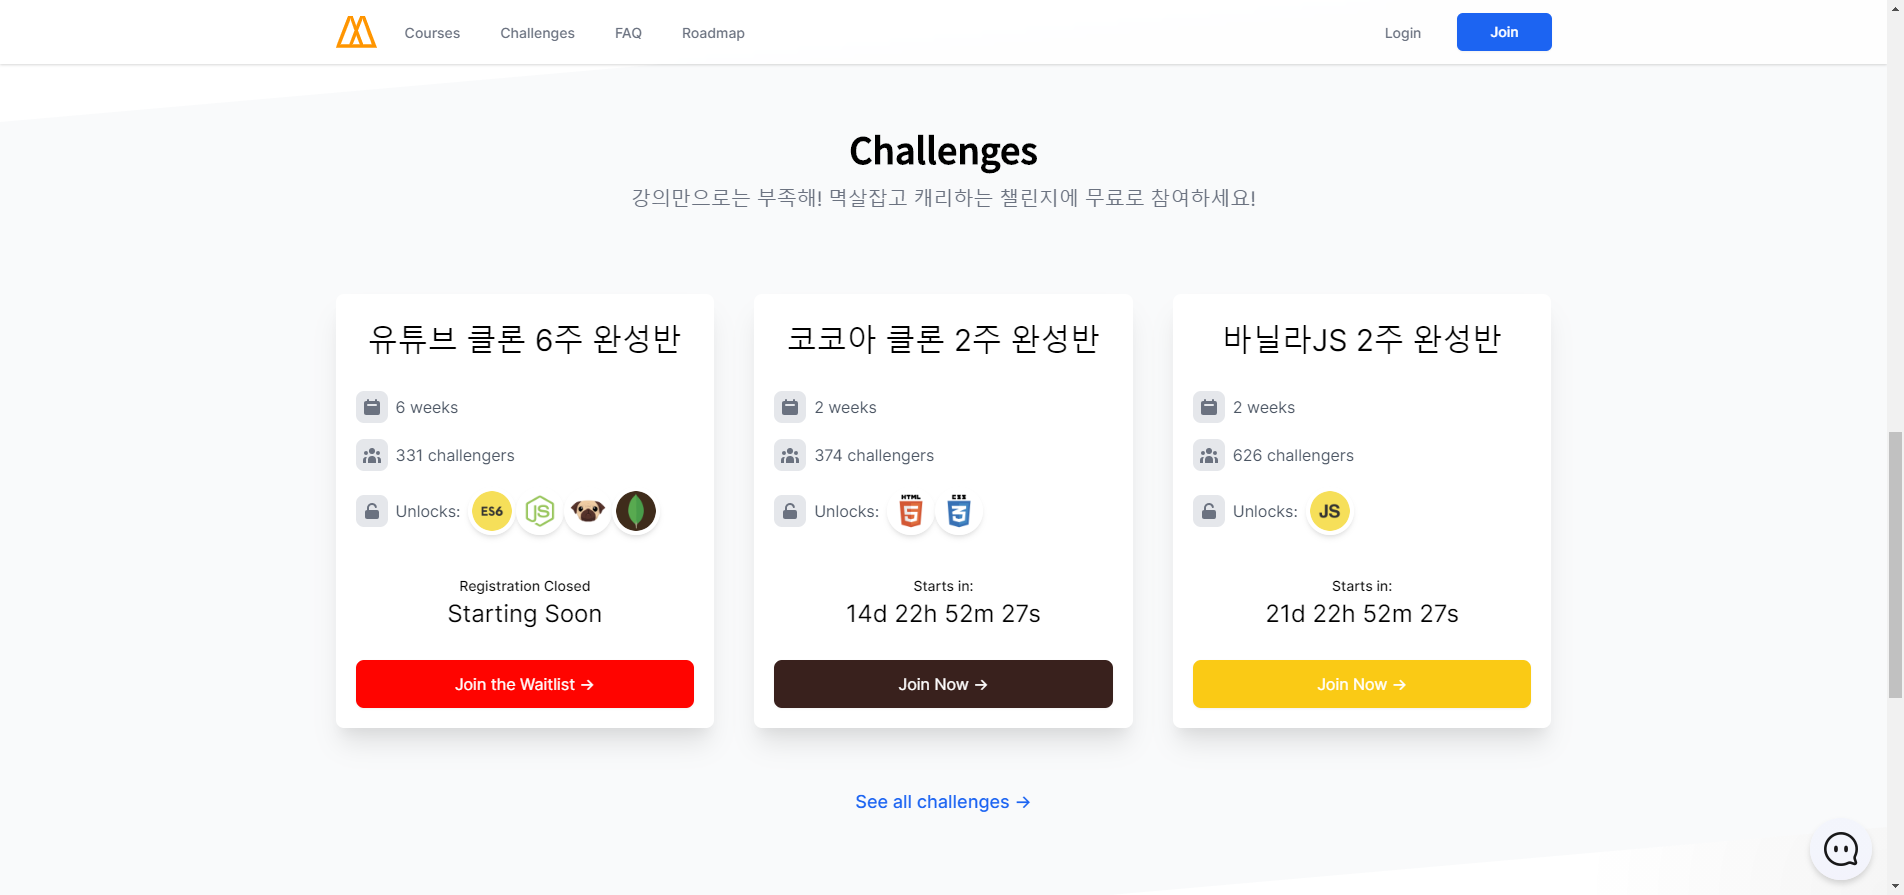 Courses Challenges FAQ Roadmap Login Join
Challenges
강의만으로는 부족해! 멱살잡고 캐리하는 챌린지에 무료로 참여하세요!
유튜브 클론 6주 완성반
6 weeks
331 challengers
Unlocks: ES6 JS
Registration Closed
Starting Soon
Join the Waitlist →
코코아 클론 2주 완성반
2 weeks
374 challengers
Unlocks: HTML 5 CSS 3
Starts in:
14d 22h 52m 27s
Join Now →
바닐라JS 2주 완성반
2 weeks
626 challengers
Unlocks: JS
Starts in:
21d 22h 52m 27s
Join Now →
See all challenges →